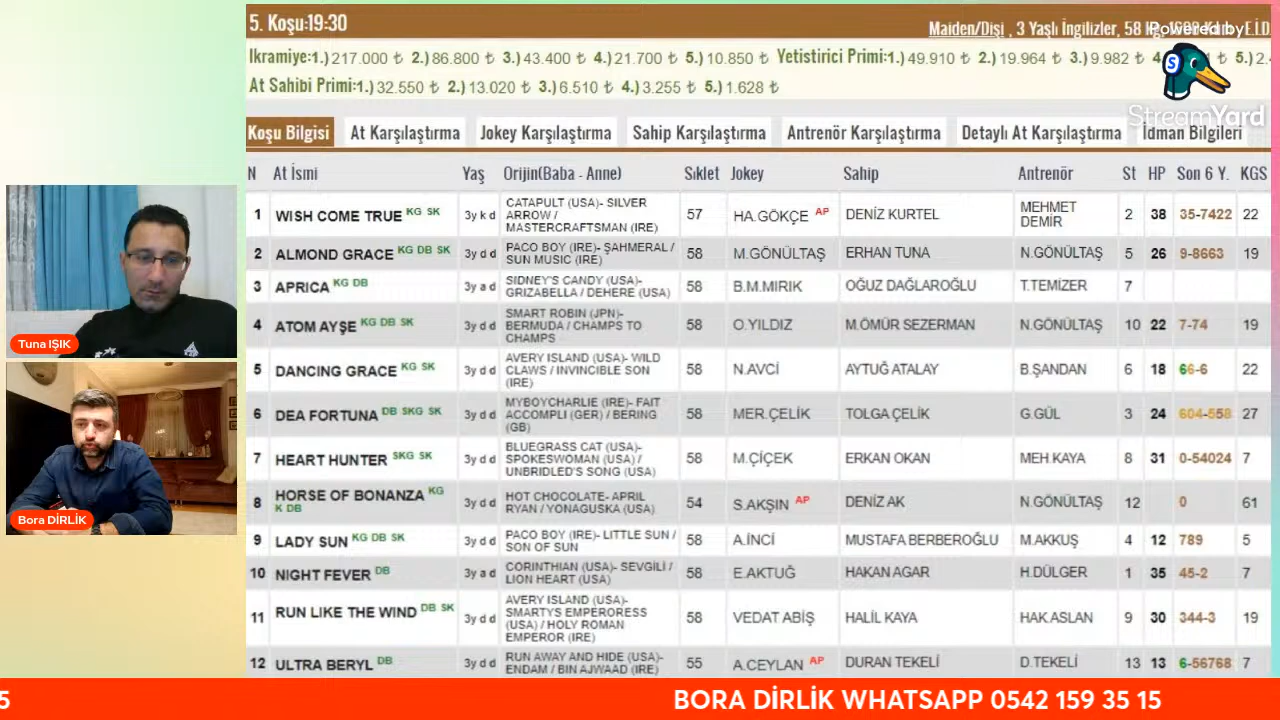 5. Koşu:19:30
Maiden/Dişi , 3 Yaşlı İngilizler, 58
Powered by
StreamYard
İkramiye:1.) 217.000 ₺ 2.) 86.800 ₺ 3.) 43.400 ₺ 4.) 21.700 ₺ 5.) 10.850 ₺ Yetistirici Primi:1.) 49.910 ₺ 2.) 19.964 ₺ 3.) 9.982 ₺
At Sahibi Primi:1.) 32.550 ₺ 2.) 13.020 ₺ 3.) 6.510 ₺ 4.) 3.255 ₺ 5.) 1.628 ₺
Koşu Bilgisi At Karşılaştırma Jokey Karşılaştırma Sahip Karşılaştırma Antrenör Karşılaştırma Detaylı At Karşılaştırma İdman Bilgileri
N At İsmi Yaş Orijin(Baba - Anne) Sıklet Jokey Sahip Antrenör St HP Son 6 Y. KGS
1 WISH COME TRUE KG SK 3y k d CATAPULT (USA)- SILVER ARROW / MASTERCRAFTSMAN (IRE) 57 HA.GÖKÇE AP DENİZ KURTEL MEHMET DEMİR 2 38 35-7422 22
2 ALMOND GRACE KG DB SK 3y d d PACO BOY (IRE)- ŞAHMERAL / SUN MUSIC (IRE) 58 M.GÖNÜLTAŞ ERHAN TUNA N.GÖNÜLTAŞ 5 26 9-8663 19
3 APRICA KG DB 3y a d SIDNEY'S CANDY (USA)- GRIZABELLA / DEHERE (USA) 58 B.M.MIRIK OĞUZ DAĞLAROĞLU T.TEMİZER 7
4 ATOM AYŞE KG DB SK 3y d d SMART ROBIN (JPN)- BERMUDA / CHAMPS TO CHAMPS 58 O.YILDIZ M.ÖMÜR SEZERMAN N.GÖNÜLTAŞ 10 22 7-74 19
5 DANCING GRACE KG SK 3y d d AVERY ISLAND (USA)- WILD CLAWS / INVINCIBLE SON (IRE) 58 N.AVCİ AYTUĞ ATALAY B.ŞANDAN 6 18 66-6 22
6 DEA FORTUNA DB SKG SK 3y d d MYBOYCHARLIE (IRE)- FAIT ACCOMPLI (GER) / BERING (GB) 58 MER.ÇELİK TOLGA ÇELİK G.GÜL 3 24 604-558 27
7 HEART HUNTER SKG SK 3y d d BLUEGRASS CAT (USA)- SPOKESWOMAN (USA) / UNBRIDLED'S SONG (USA) 58 M.ÇİÇEK ERKAN OKAN MEH.KAYA 8 31 0-54024 7
8 HORSE OF BONANZA KG K DB 3y d d HOT CHOCOLATE- APRIL RYAN / YONAGUSKA (USA) 54 S.AKŞIN AP DENİZ AK N.GÖNÜLTAŞ 12 0 61
9 LADY SUN KG DB SK 3y d d PACO BOY (IRE)- LITTLE SUN / SON OF SUN 58 A.İNCİ MUSTAFA BERBEROĞLU M.AKKUŞ 4 12 789 5
10 NIGHT FEVER DB 3y a d CORINTHIAN (USA)- SEVGİLİ / LION HEART (USA) 58 E.AKTUĞ HAKAN AGAR H.DÜLGER 1 35 45-2 7
11 RUN LIKE THE WIND DB SK 3y d d AVERY ISLAND (USA)- SMARTYS EMPERORESS (USA) / HOLY ROMAN EMPEROR (IRE) 58 VEDAT ABİŞ HALİL KAYA HAK.ASLAN 9 30 344-3 19
12 ULTRA BERYL DB 3y d d RUN AWAY AND HIDE (USA)- ENDAM / BIN AJWAAD (IRE) 55 A.CEYLAN AP DURAN TEKELİ D.TEKELİ 13 13 6-56768 7
Tuna IŞIK
Bora DİRLİK
5 BORA DİRLİK WHATSAPP 0542 159 35 15